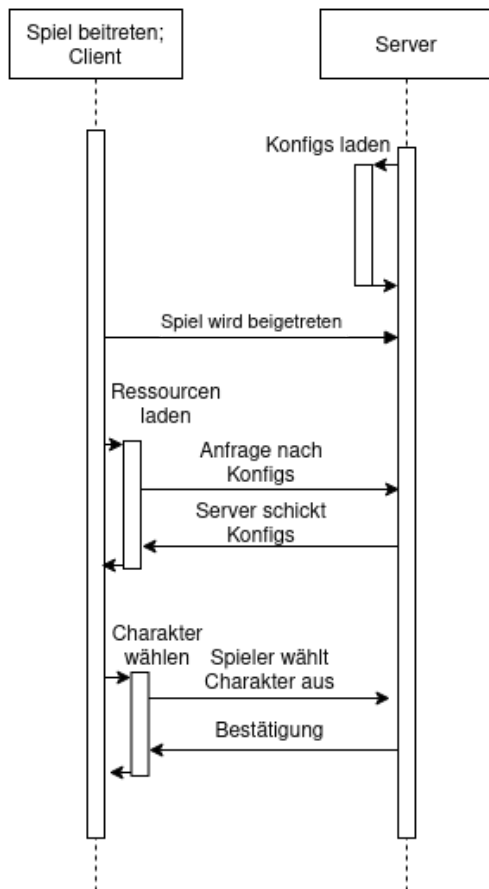 Spiel beitreten;
Client
Server
Konfigs laden
Spiel wird beigetreten
Ressourcen
laden
Anfrage nach
Konfigs
Server schickt
Konfigs
Charakter
wählen
Spieler wählt
Charakter aus
Bestätigung